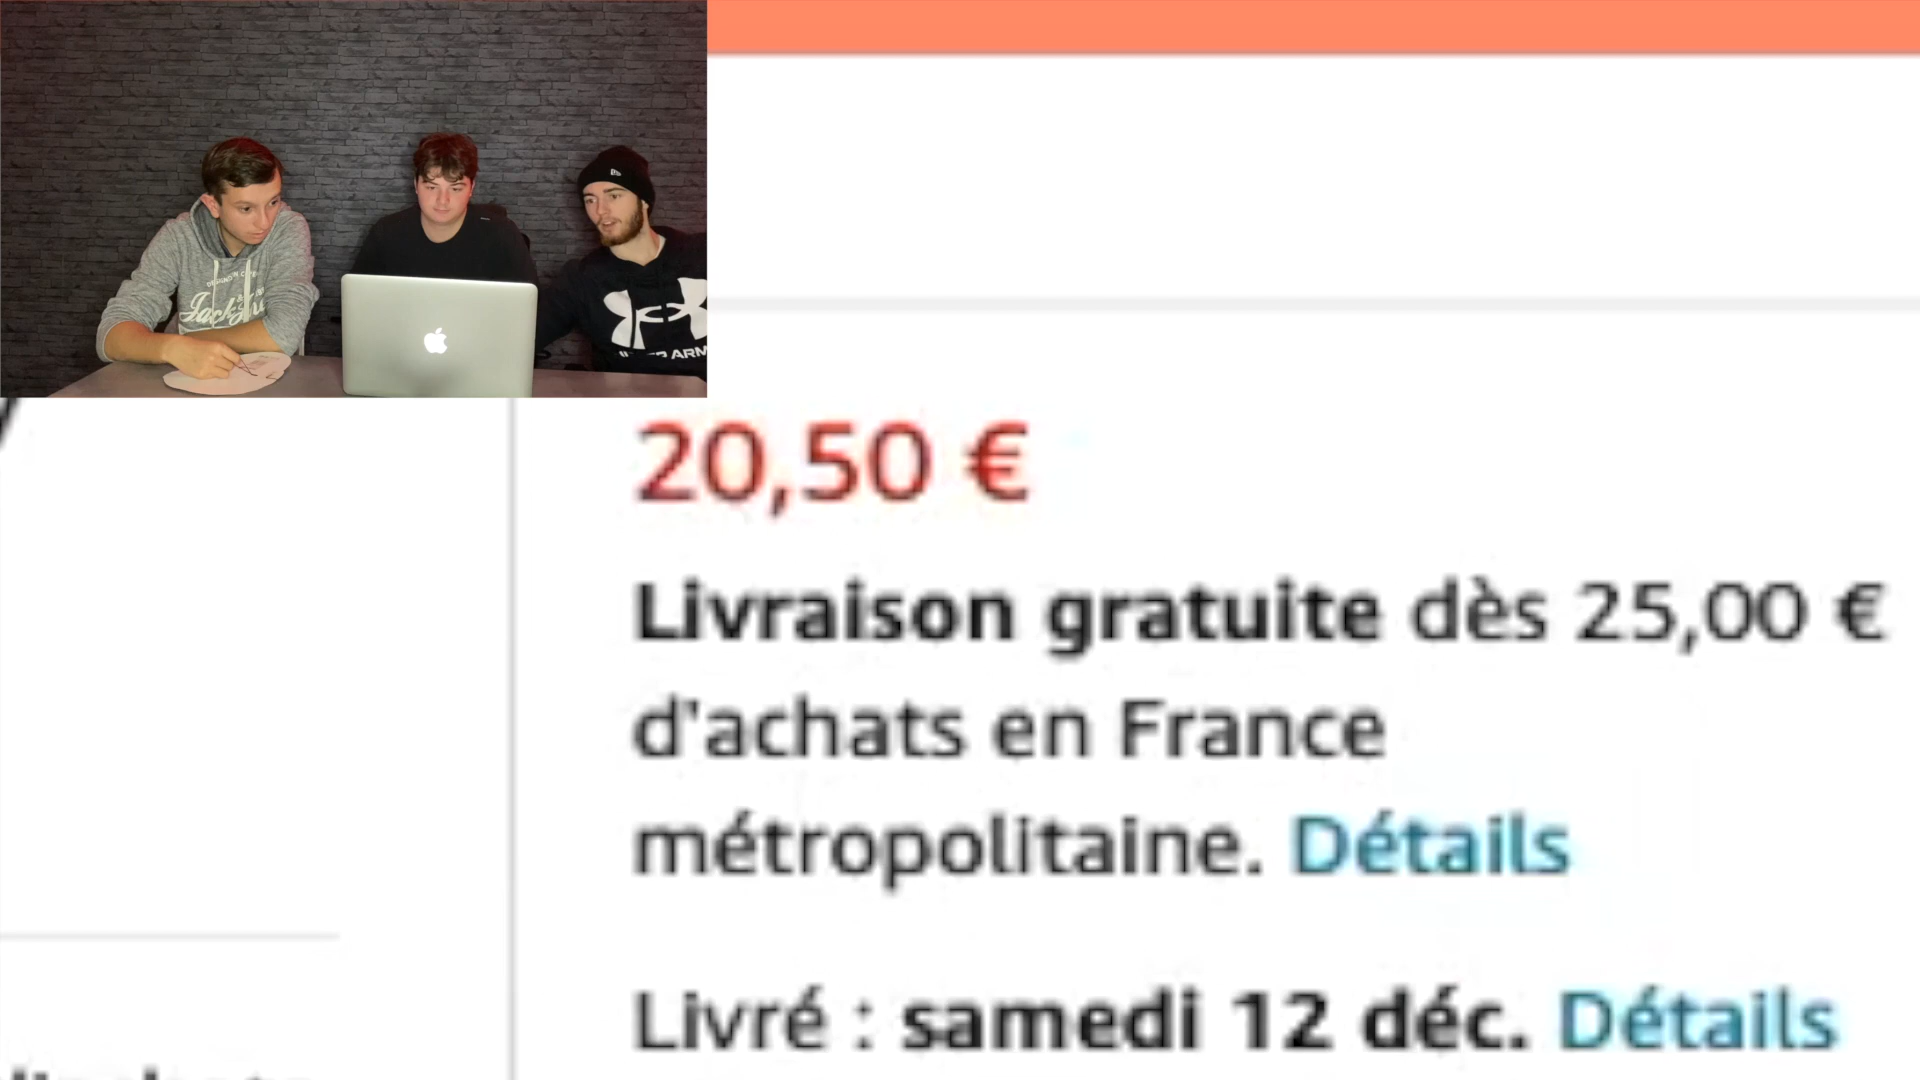 20,50 €
Livraison gratuite dès 25,00 €
d'achats en France
métropolitaine. Détails
Livré : samedi 12 déc. Détails